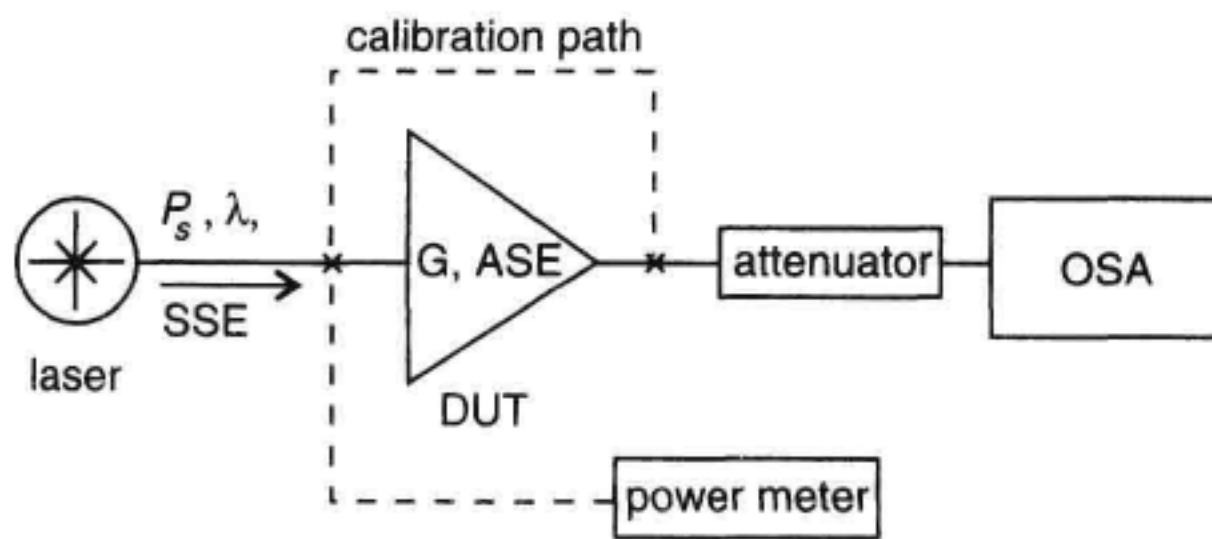 calibration path
P_s, λ,
SSE
laser
G, ASE
DUT
attenuator
OSA
power meter